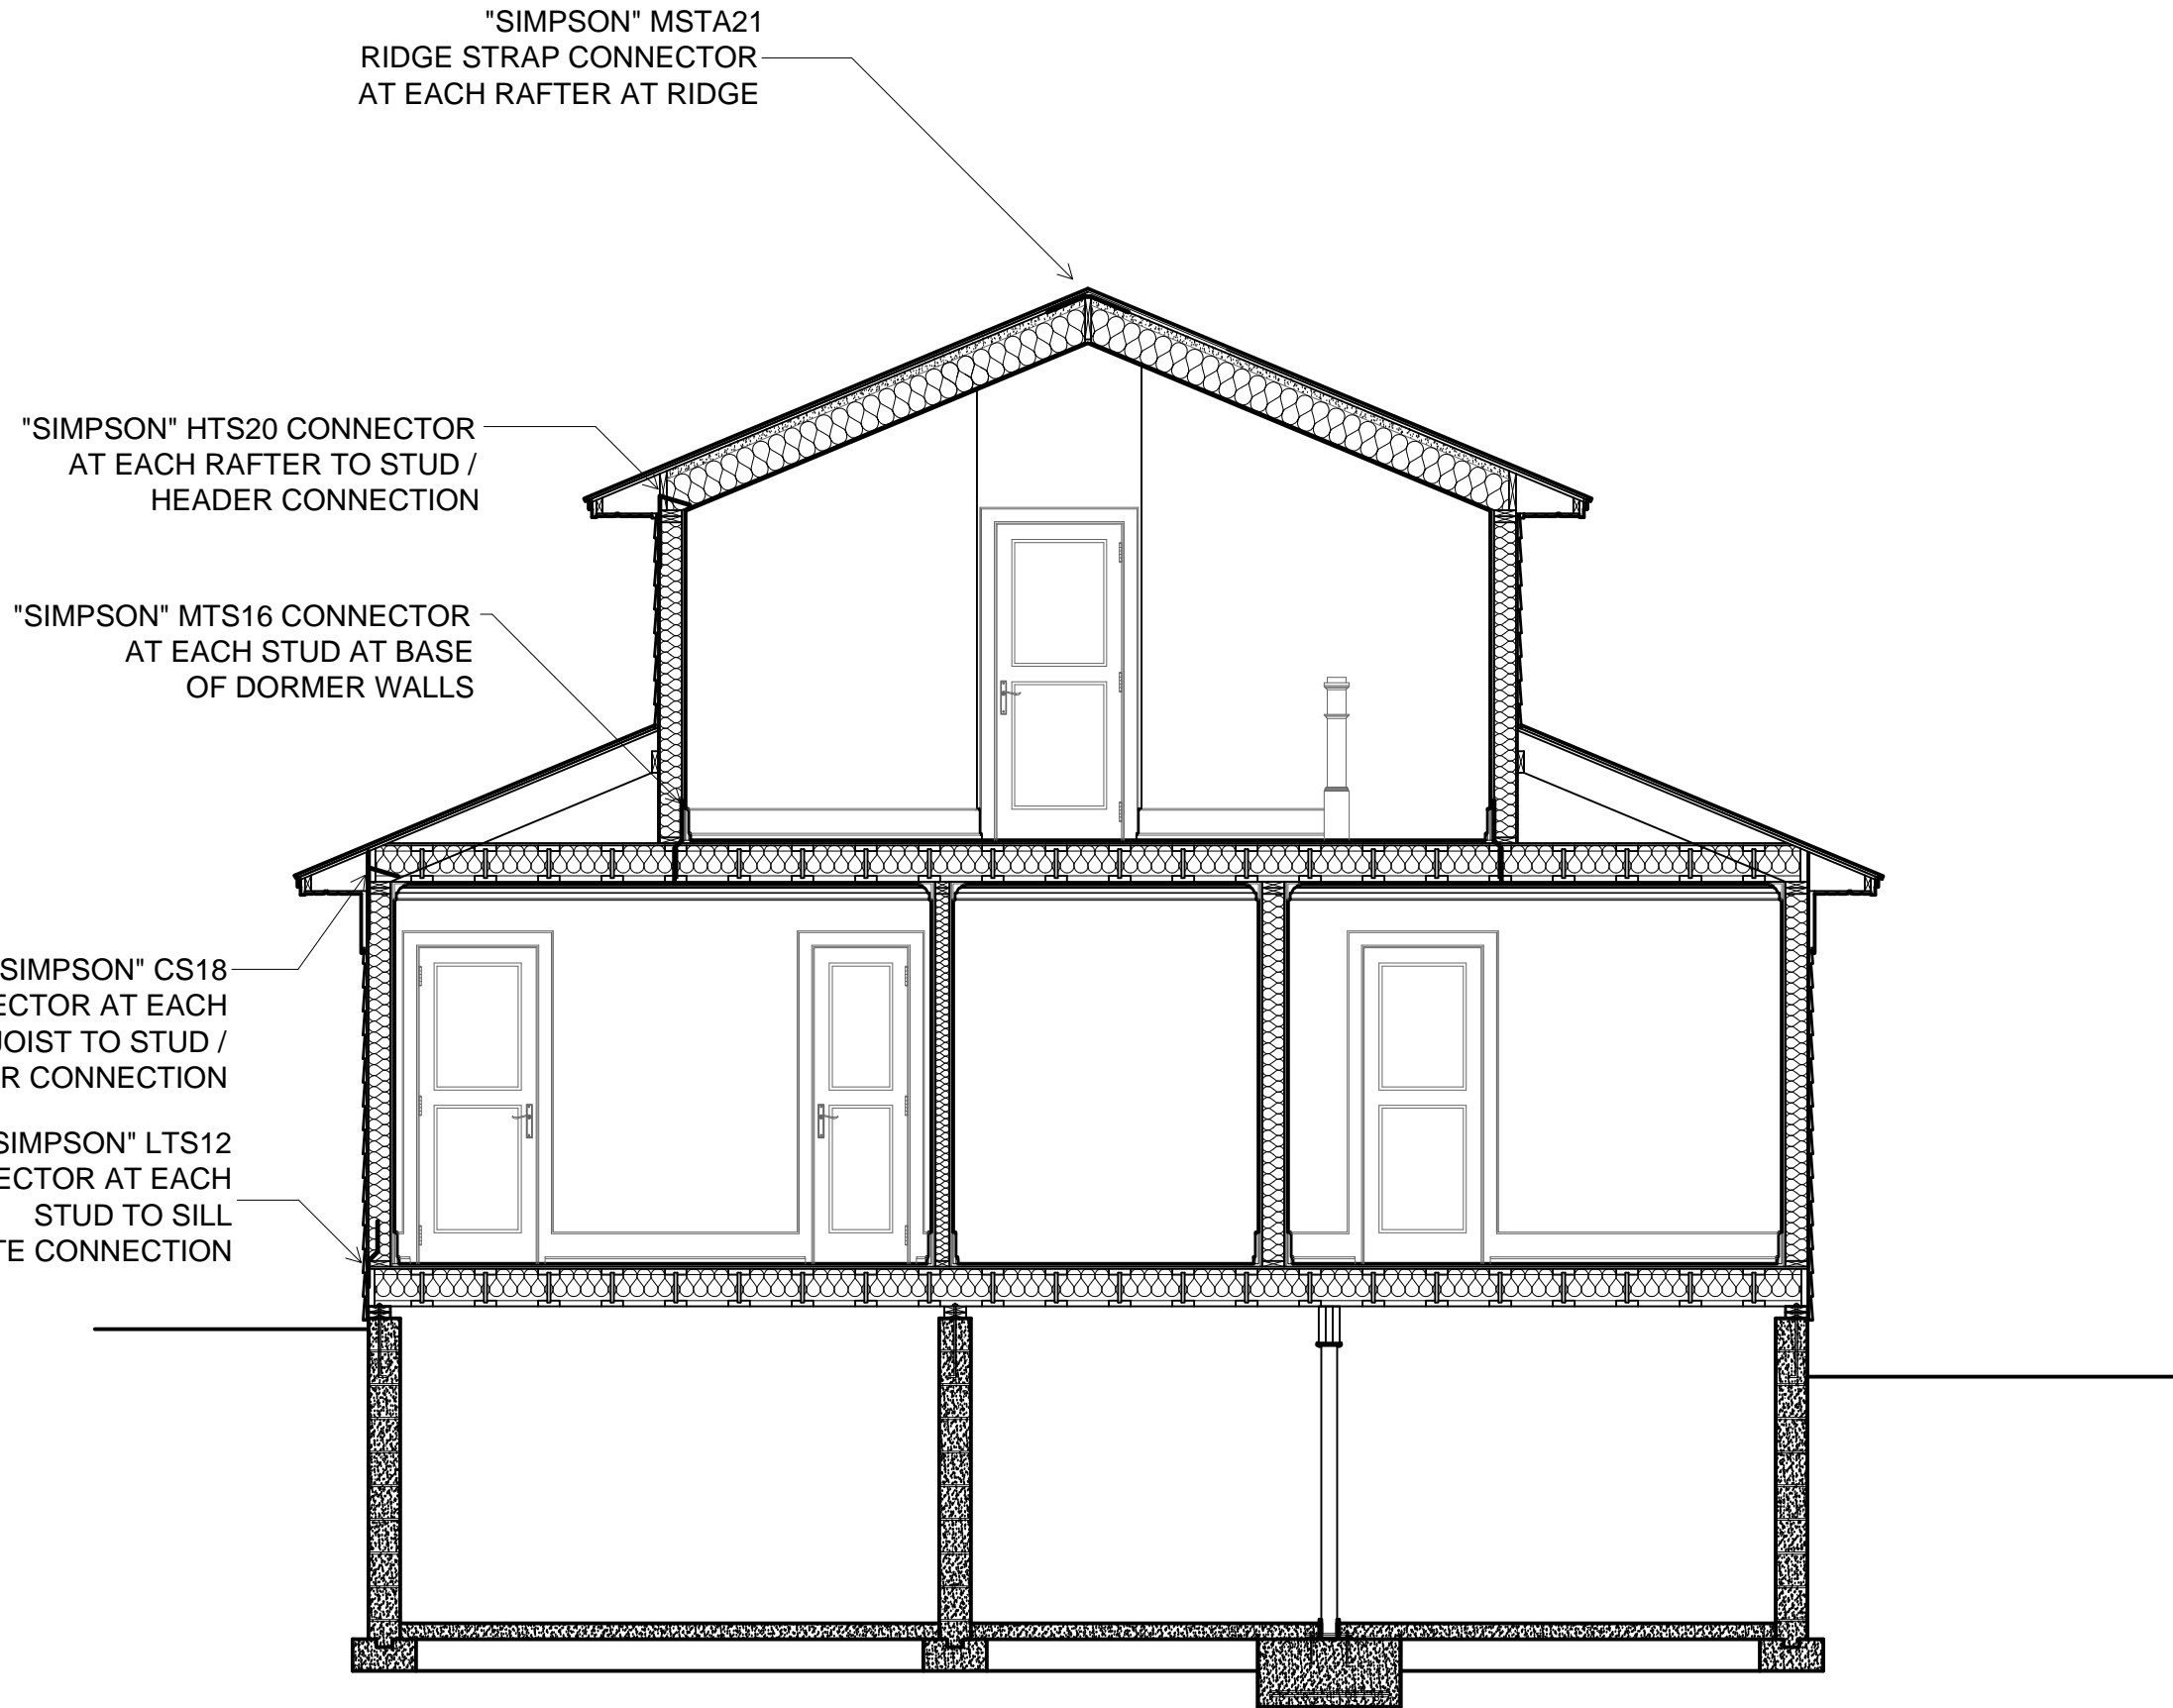 "SIMPSON" MSTA21
RIDGE STRAP CONNECTOR
AT EACH RAFTER AT RIDGE
"SIMPSON" HTS20 CONNECTOR
AT EACH RAFTER TO STUD /
HEADER CONNECTION
"SIMPSON" MTS16 CONNECTOR
AT EACH STUD AT BASE
OF DORMER WALLS
SIMPSON" CS18
ECTOR AT EACH
JOIST TO STUD /
R CONNECTION
SIMPSON" LTS12
ECTOR AT EACH
STUD TO SILL
TE CONNECTION